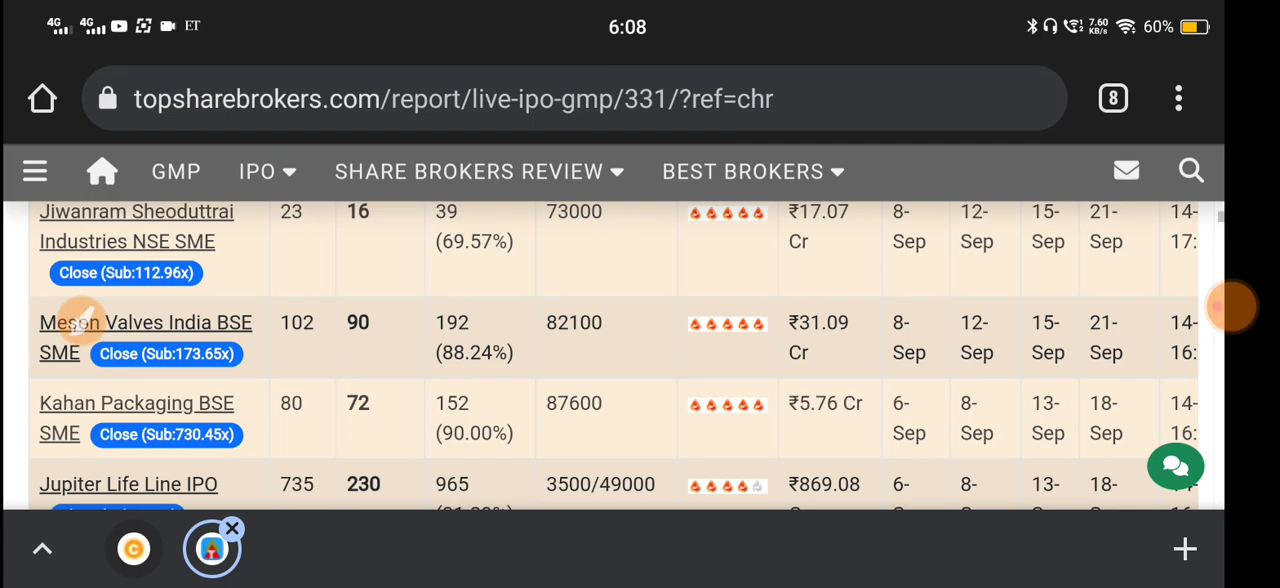 4G 4G ET 6:08 7.60 KB/s 60%
topsharebrokers.com/report/live-ipo-gmp/331/?ref=chr 8
GMP IPO SHARE BROKERS REVIEW BEST BROKERS
Jiwanram Sheoduttrai 23 16 39 73000 ₹17.07 8- 12- 15- 21- 14-
Industries NSE SME (69.57%) Cr Sep Sep Sep Sep 17:
Close (Sub:112.96x)
Meson Valves India BSE 102 90 192 82100 ₹31.09 8- 12- 15- 21- 14-
SME Close (Sub:173.65x) (88.24%) Cr Sep Sep Sep Sep 16:
Kahan Packaging BSE 80 72 152 87600 ₹5.76 Cr 6- 8- 13- 18- 14-
SME Close (Sub:730.45x) (90.00%) Sep Sep Sep Sep 16:
Jupiter Life Line IPO 735 230 965 3500/49000 ₹869.08 6- 8- 13- 18-